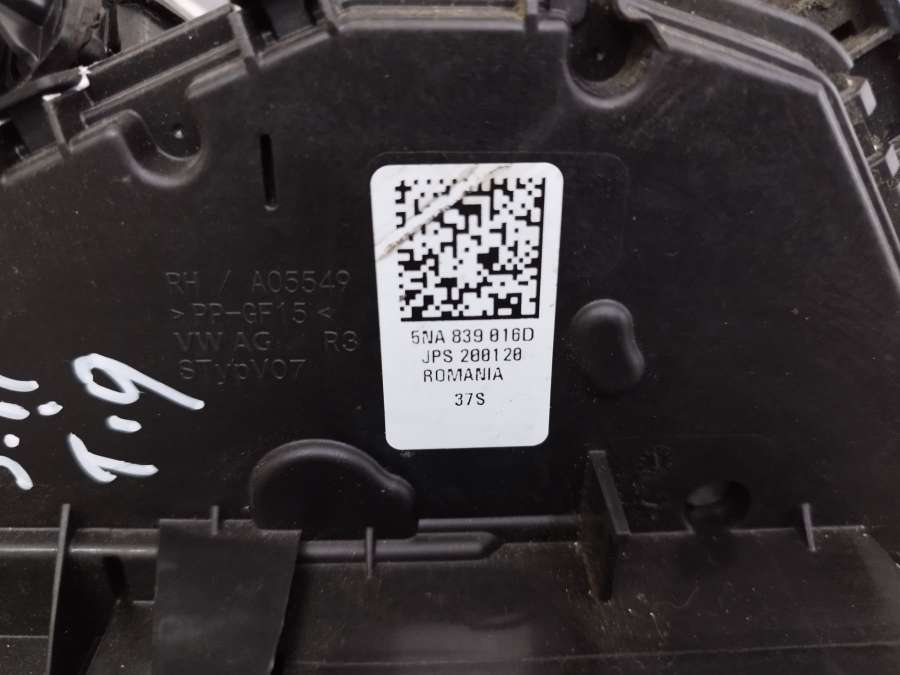 RH / A05549
>PP-GF15<
VW AG R3
STypV07
5NA 839 016D
JPS 200120
ROMANIA
37S